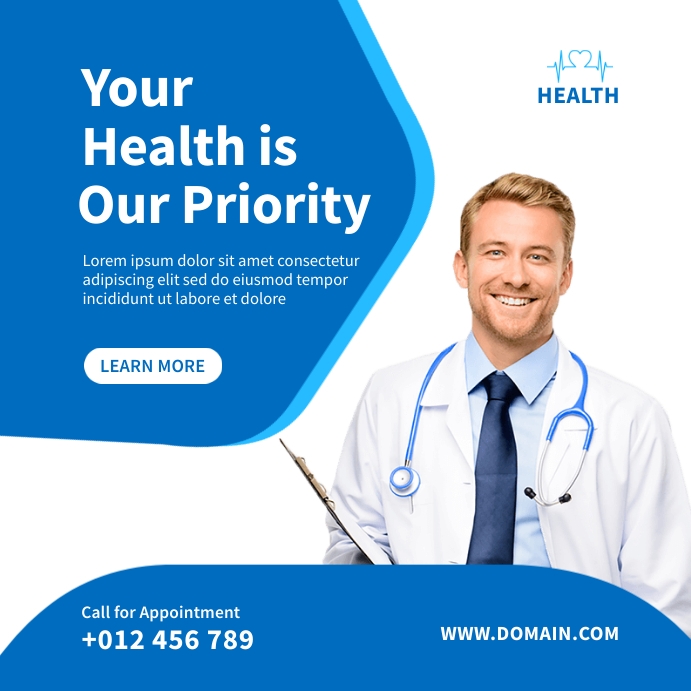 HEALTH
Your
Health is
Our Priority
Lorem ipsum dolor sit amet consectetur
adipiscing elit sed do eiusmod tempor
incididunt ut labore et dolore
LEARN MORE
Call for Appointment
+012 456 789
WWW.DOMAIN.COM